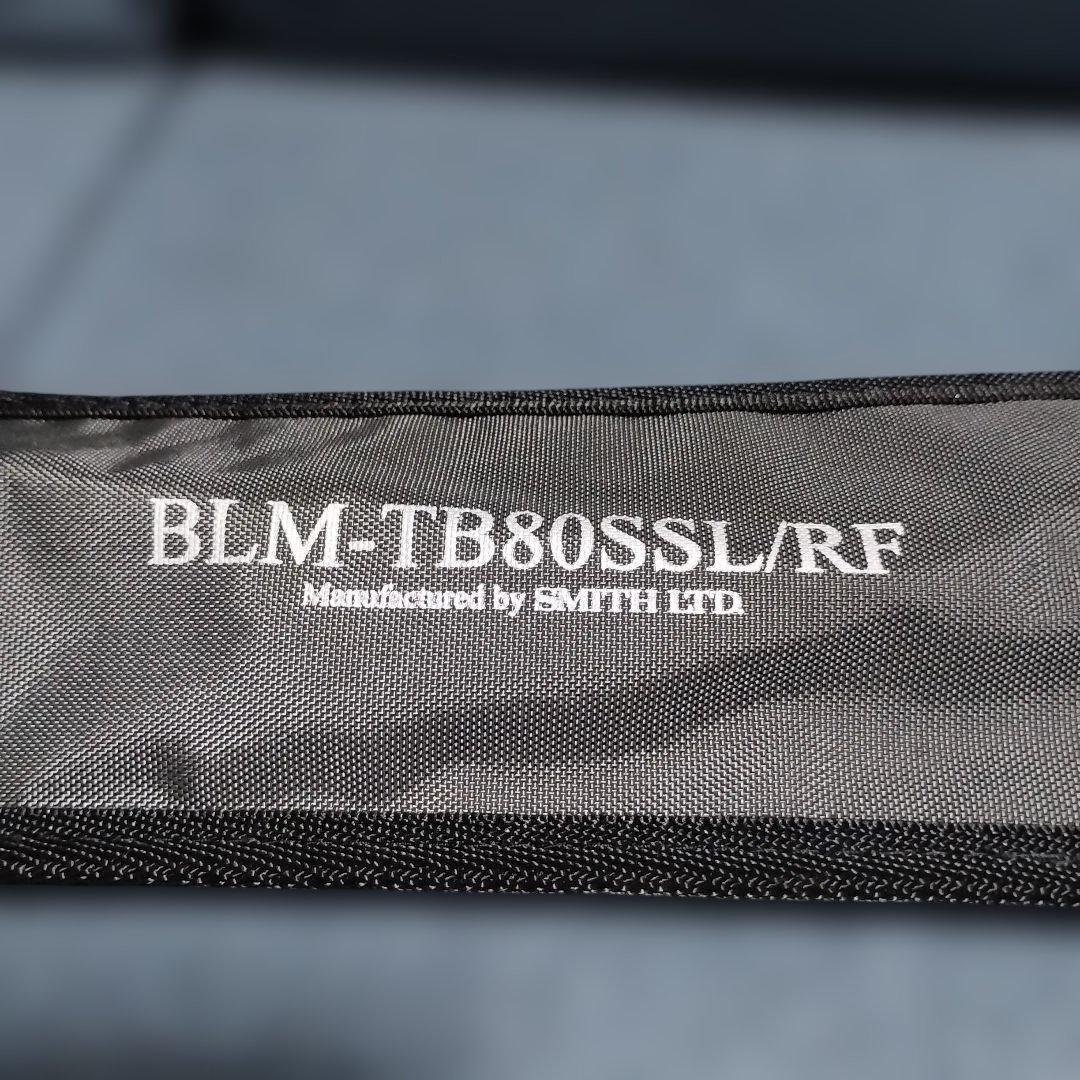 BLM-TB80SSL/RF
Manufactured by SMITH LTD.